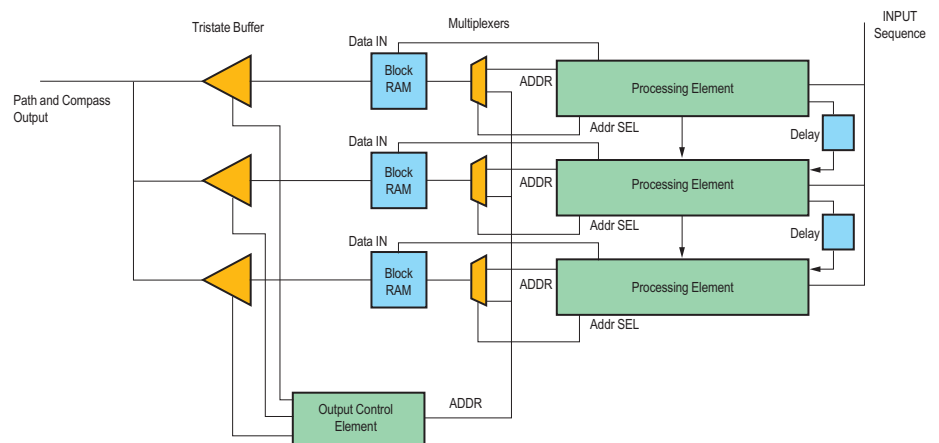 Tristate Buffer
Multiplexers
INPUT
Sequence
Data IN
Block
RAM
ADDR
Processing Element
Path and Compass
Output
Addr SEL
Delay
Data IN
Block
RAM
ADDR
Processing Element
Addr SEL
Delay
Data IN
Block
RAM
ADDR
Processing Element
Addr SEL
Output Control
Element
ADDR